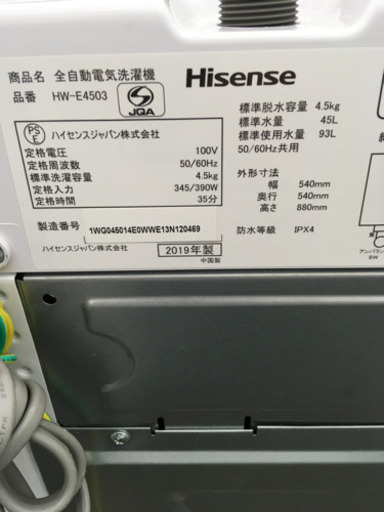 商品名 全自動電気洗濯機
品番 HW-E4503
JQA
Hisense
PS
E
ハイセンスジャパン株式会社
定格電圧 100V
定格周波数 50/60Hz
標準洗濯容量 4.5kg
定格入力 345/390W
定格時間 35分
製造番号 1WG045014E0WWE13N120469
ハイセンスジャパン株式会社
2019年製
中国製
標準脱水容量 4.5kg
標準水量 45L
標準使用水量 93L
50/60Hz共用
外形寸法
幅 540mm
奥行 540mm
高さ 880mm
防水等級 IPX4
アンバラン
SW